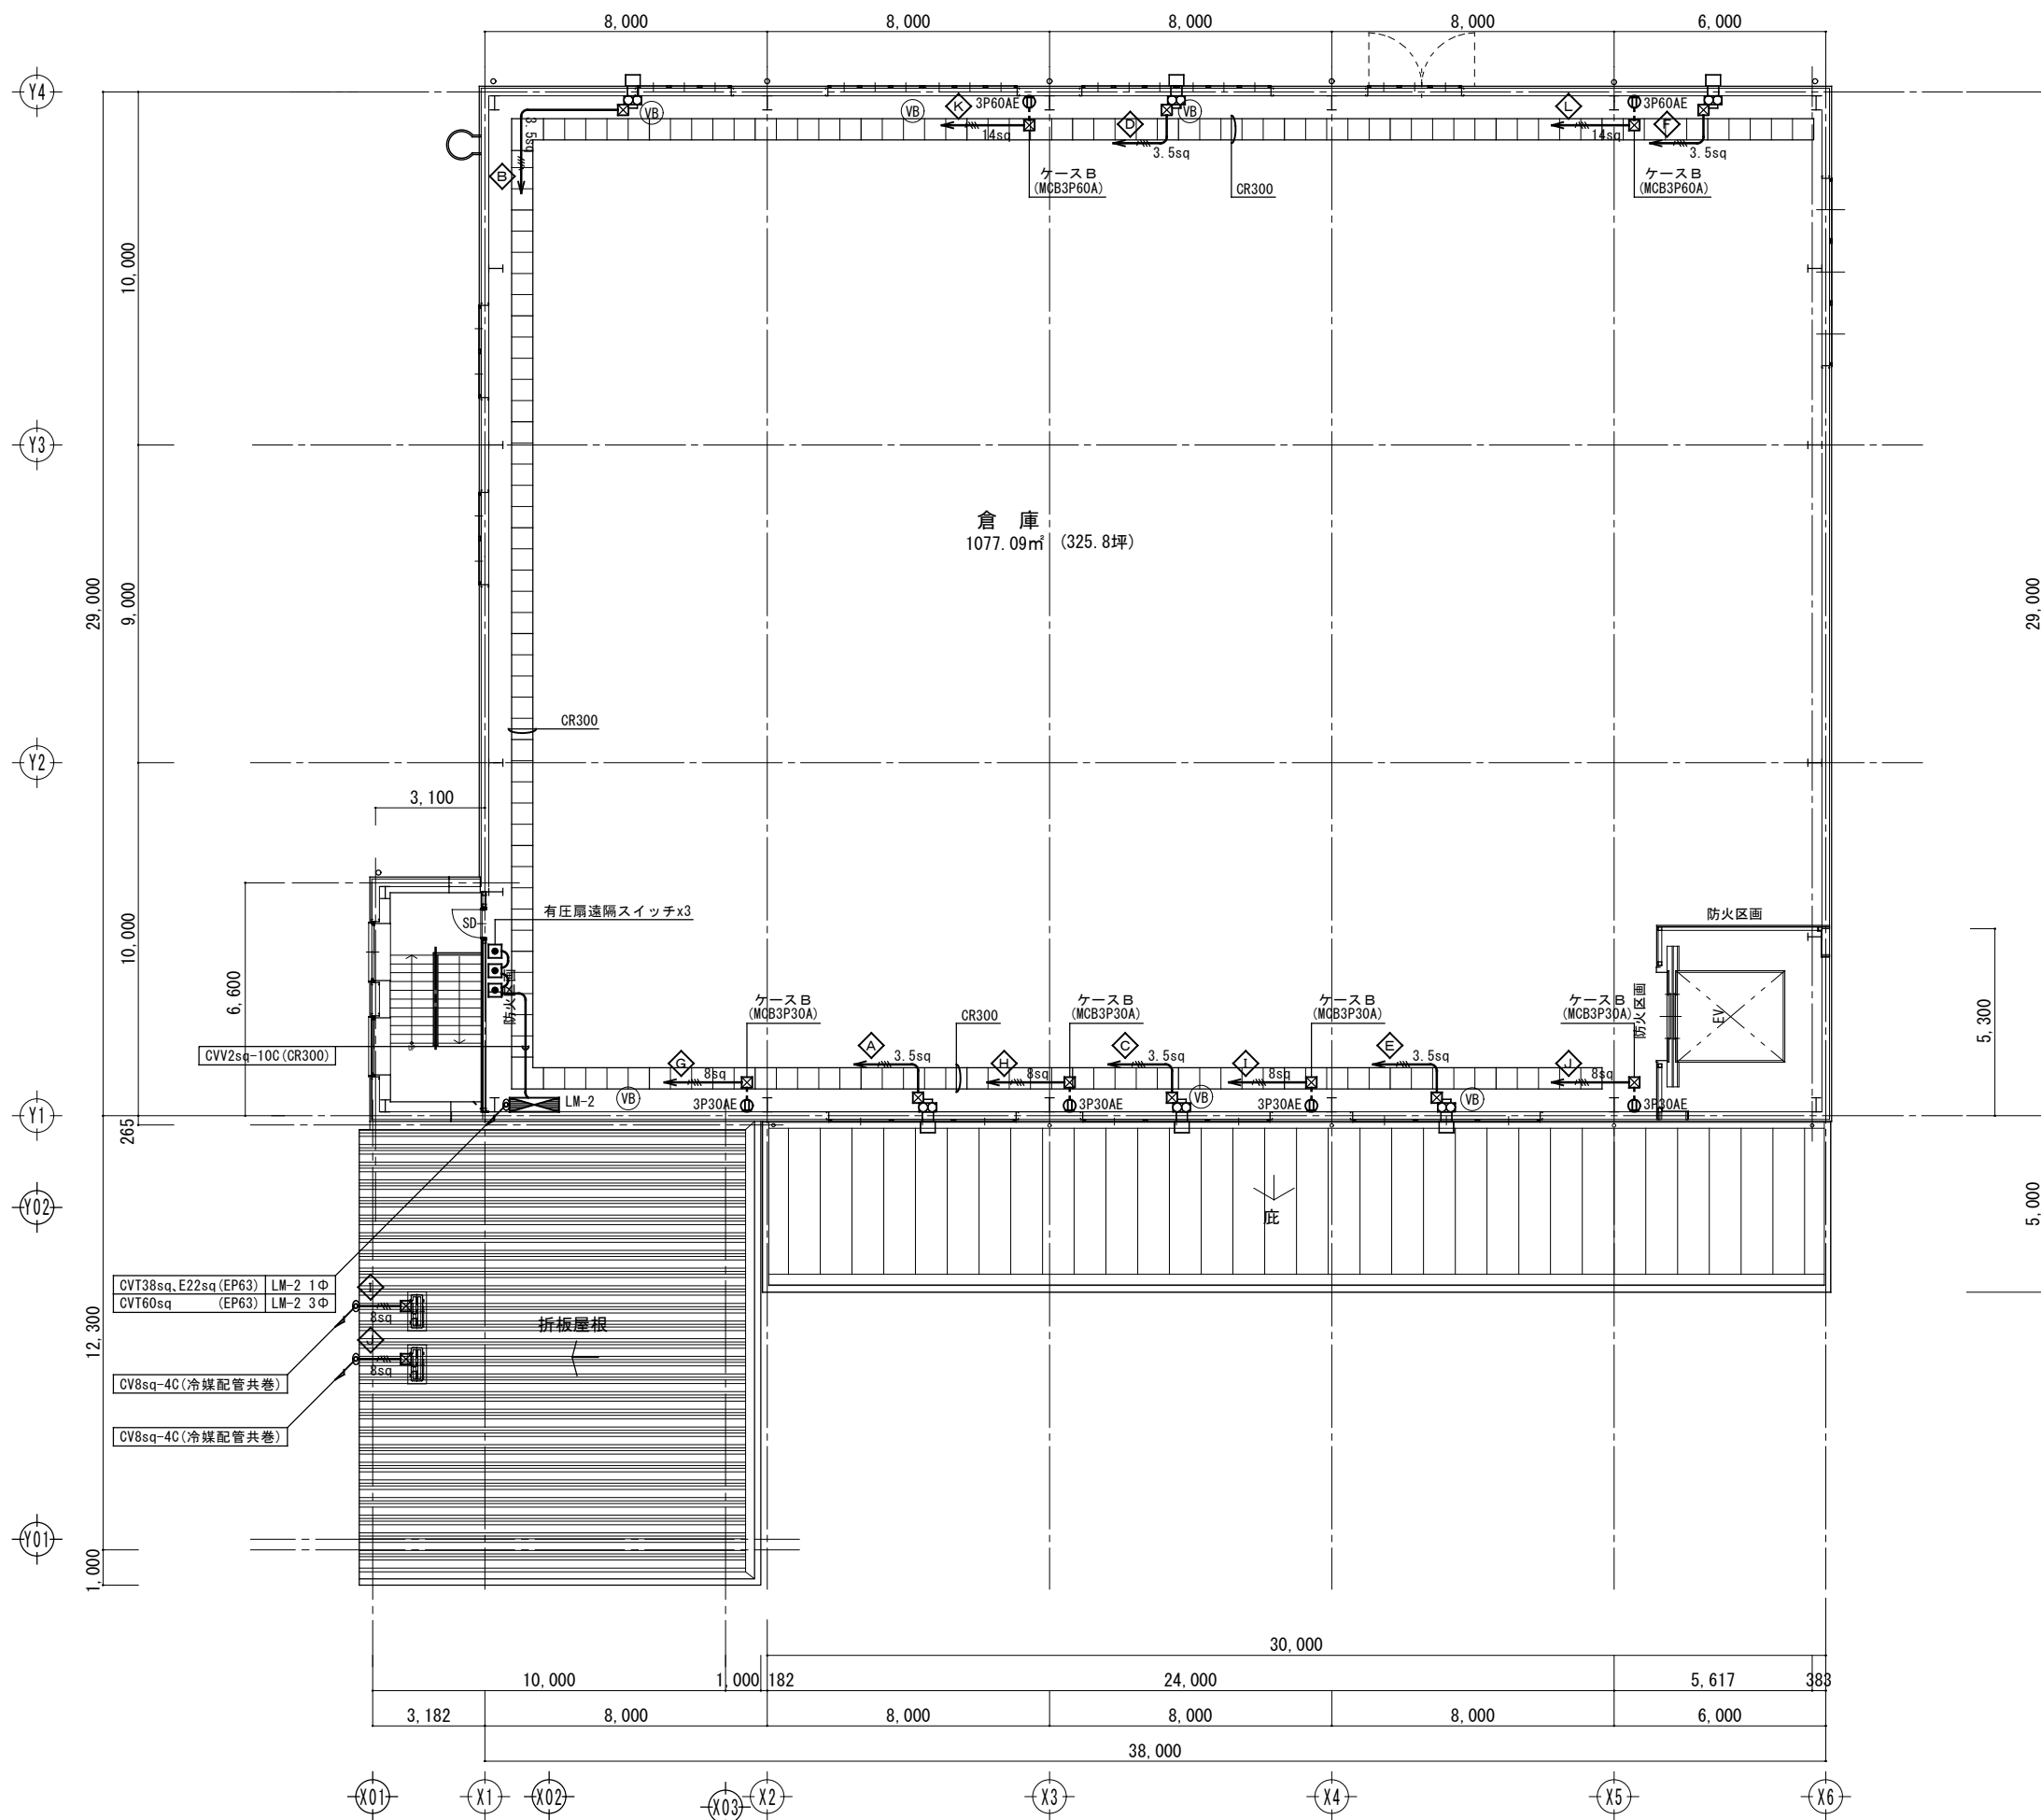 8,000 8,000 8,000 8,000 6,000
Y4
VB VB K 3P60AE D VB L 3P60AE F
3.5sq 14sq 3.5sq 14sq 3.5sq
B
ケースB
(MCB3P60A)
CR300
ケースB
(MCB3P60A)
10,000
Y3
倉 庫
1077.09㎡ (325.8坪)
29,000
9,000
29,000
CR300
Y2
3,100
有圧扇遠隔スイッチx3
防火区画
SD
10,000
6,600
防火区画
防火区画
EV
5,300
ケースB
(MCB3P30A)
CR300
ケースB
(MCB3P30A)
ケースB
(MCB3P30A)
ケースB
(MCB3P30A)
CVV2sq-10C(CR300)
G 8sq A 3.5sq H 8sq C 3.5sq I 8sq E 3.5sq J 8sq
LM-2 VB 3P30AE 3P30AE VB 3P30AE VB 3P30AE
Y1
265
Y02
庇
5,000
CVT38sq、E22sq(EP63) LM-2 1Φ
CVT60sq (EP63) LM-2 3Φ
I
8sq
折板屋根
J
8sq
12,300
CV8sq-4C(冷媒配管共巻)
CV8sq-4C(冷媒配管共巻)
Y01
1,000
30,000
10,000 1,000 182 24,000 5,617 383
3,182 8,000 8,000 8,000 8,000 6,000
38,000
X01 X1 X02 X03 X2 X3 X4 X5 X6